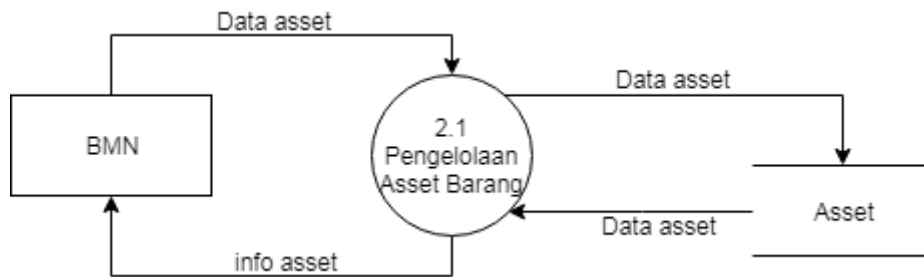 Data asset
Data asset
BMN
2.1
Pengelolaan
Asset Barang
Asset
Data asset
info asset